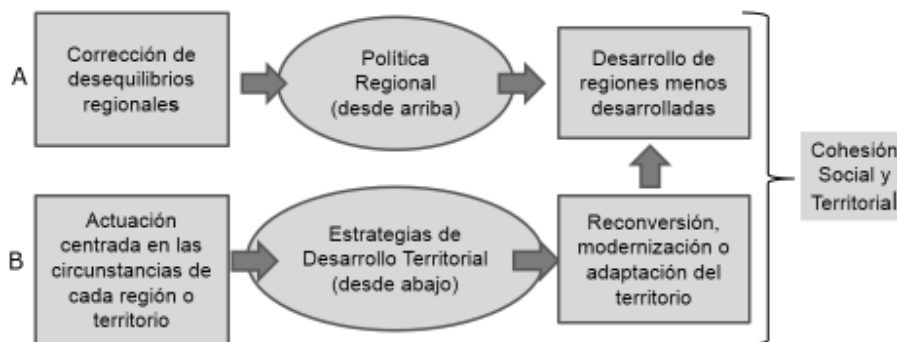 A
Corrección de
desequilibrios
regionales
Política
Regional
(desde arriba)
Desarrollo de
regiones menos
desarrolladas
B
Actuación
centrada en las
circunstancias de
cada región o
territorio
Estrategias de
Desarrollo Territorial
(desde abajo)
Reconversión,
modernización o
adaptación del
territorio
Cohesión
Social y
Territorial